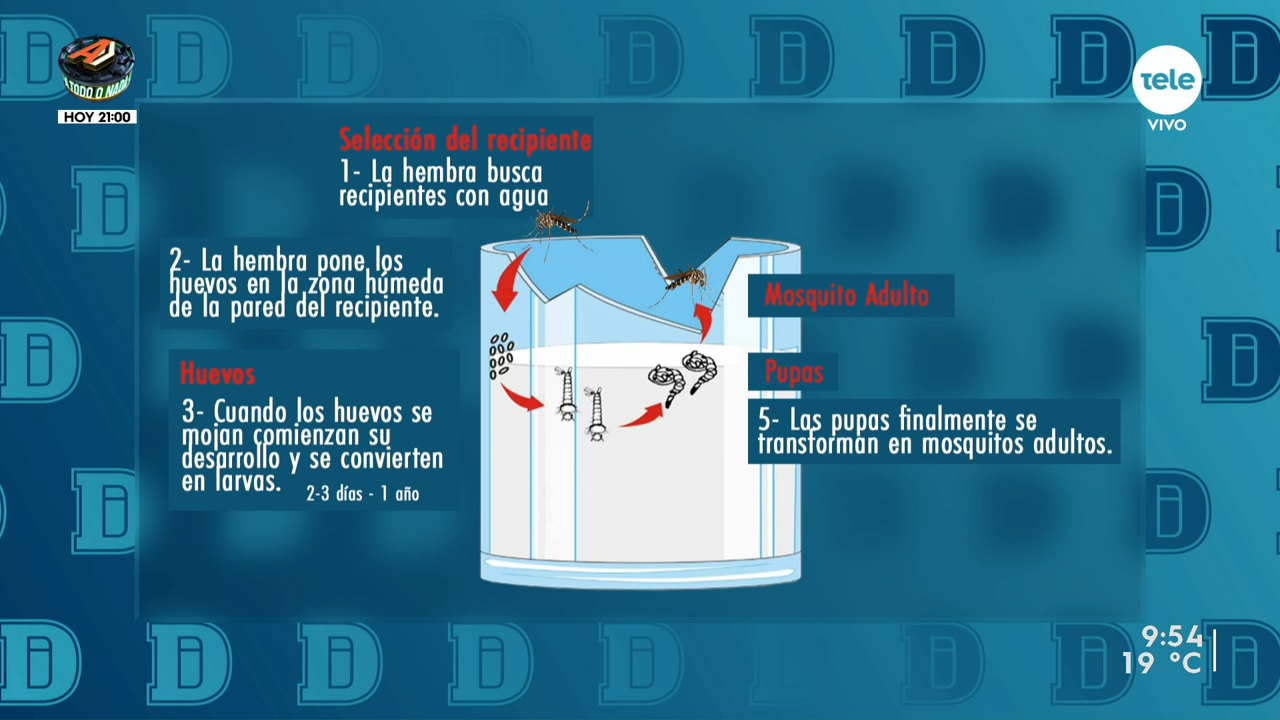 AJ
A TODO O NADA
HOY 21:00
tele
VIVO
Selección del recipiente
1- La hembra busca
recipientes con agua
2- La hembra pone los
huevos en la zona húmeda
de la pared del recipiente.
Huevos
3- Cuando los huevos se
mojan comienzan su
desarrollo y se convierten
en larvas.
2-3 días - 1 año
Mosquito Adulto
Pupas
5- Las pupas finalmente se
transforman en mosquitos adultos.
9:54
19 °C